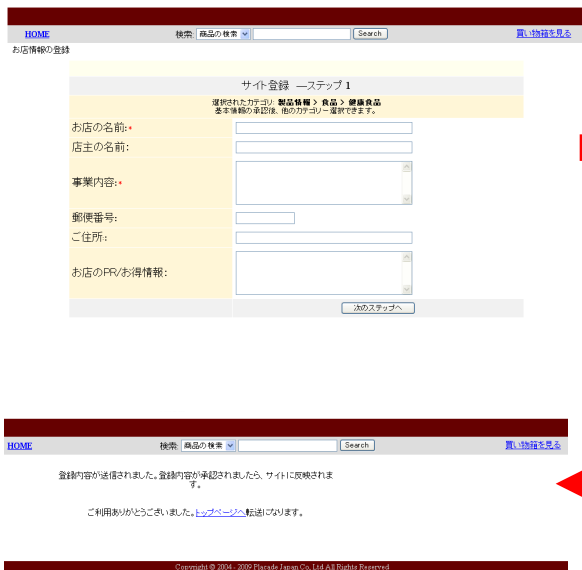 HOME 検索: 商品の検索 Search 買い物籠を見る
お店情報の登録
サイト登録 ―ステップ 1
選択されたカテゴリ: 製品情報 > 食品 > 健康食品
基本情報の承認後、他のカテゴリー選択できます。
お店の名前:*
店主の名前:
事業内容:*
郵便番号:
ご住所:
お店のPR/お得情報:
次のステップへ
HOME 検索: 商品の検索 Search 買い物籠を見る
登録内容が送信されました。登録内容が承認されましたら、サイトに反映されま
す。
ご利用ありがとうございました。トップページへ転送になります。
Copyright © 2004 - 2009 Placade Japan Co., Ltd All Rights Reserved